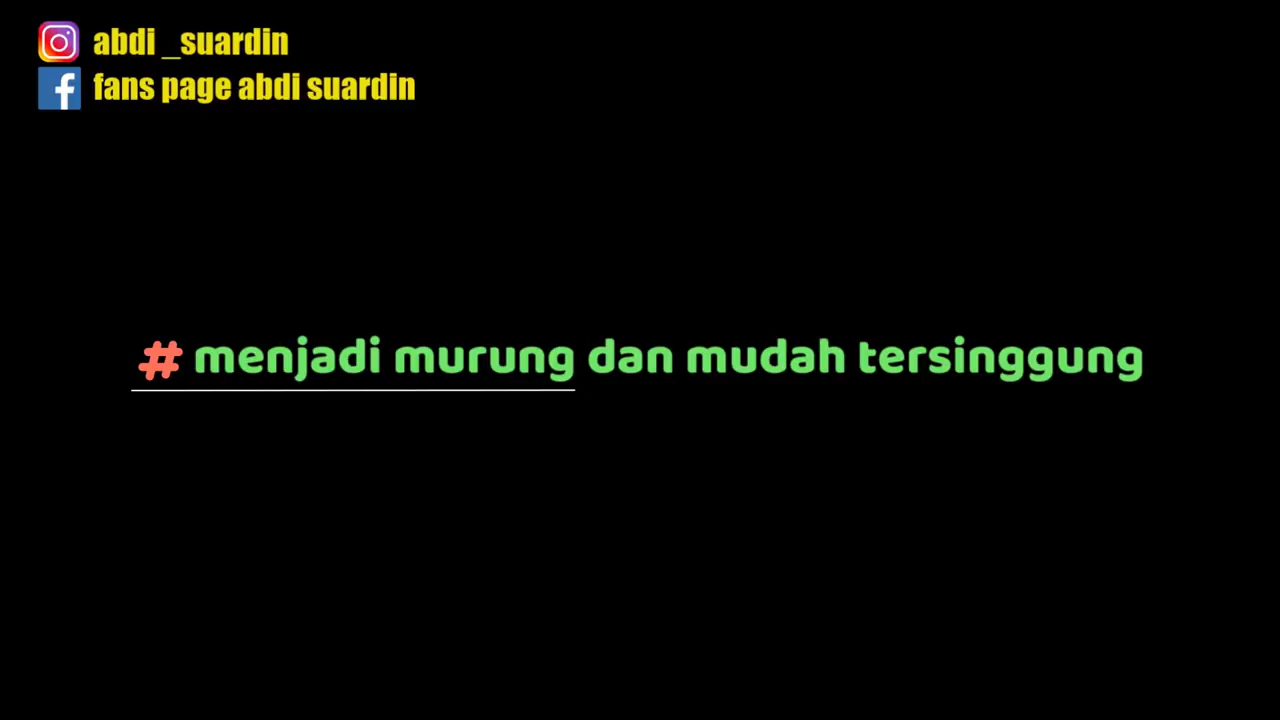 abdi _suardin
fans page abdi suardin
# menjadi murung dan mudah tersinggung